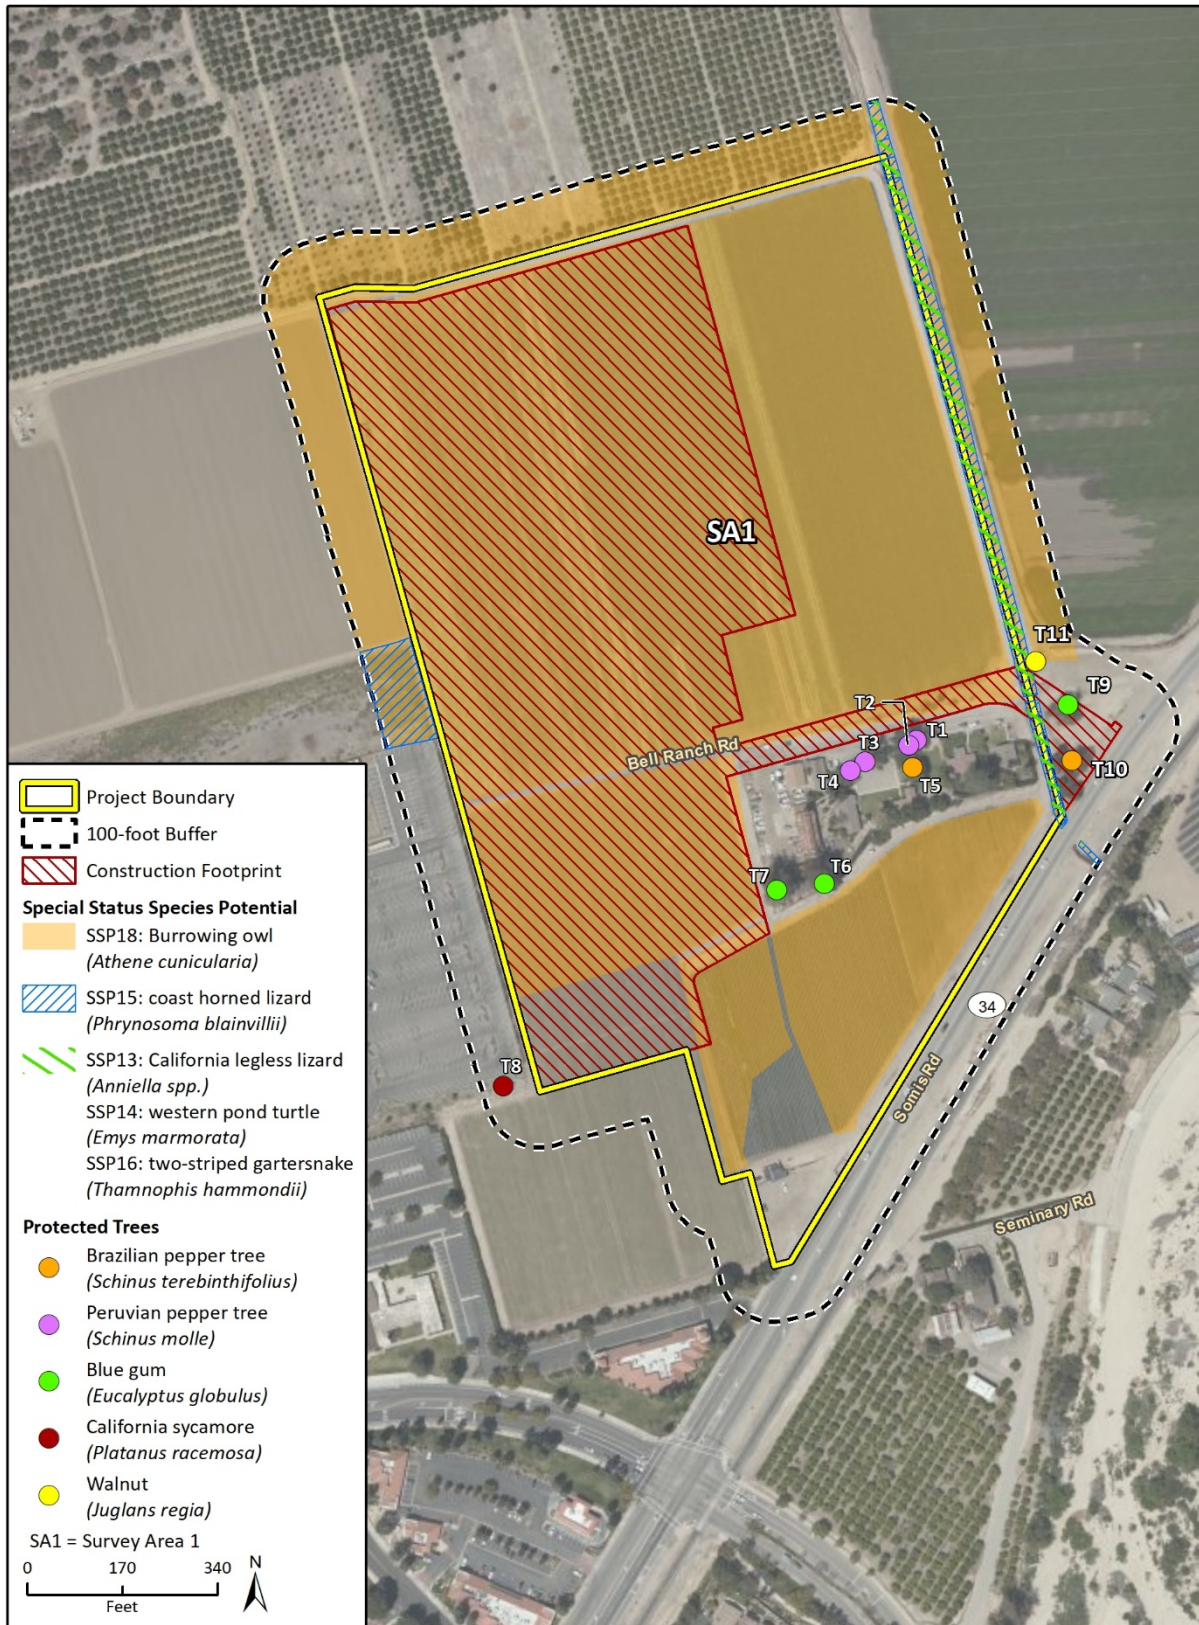 SA1
T11
T9
T2
T1
Bell Ranch Rd
T3
T4
T5
T10
T7
T6
34
T8
Somis Rd
Seminary Rd
Project Boundary
100-foot Buffer
Construction Footprint
Special Status Species Potential
SSP18: Burrowing owl
(Athene cunicularia)
SSP15: coast horned lizard
(Phrynosoma blainvillii)
SSP13: California legless lizard
(Anniella spp.)
SSP14: western pond turtle
(Emys marmorata)
SSP16: two-striped gartersnake
(Thamnophis hammondii)
Protected Trees
Brazilian pepper tree
(Schinus terebinthifolius)
Peruvian pepper tree
(Schinus molle)
Blue gum
(Eucalyptus globulus)
California sycamore
(Platanus racemosa)
Walnut
(Juglans regia)
SA1 = Survey Area 1
0 170 340
Feet
N